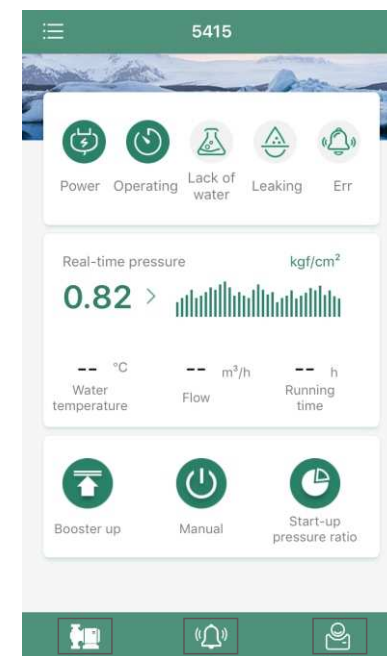 5415
Power Operating Lack of water Leaking Err
Real-time pressure kgf/cm²
0.82 >
-- °C -- m³/h -- h
Water temperature Flow Running time
Booster up Manual Start-up pressure ratio